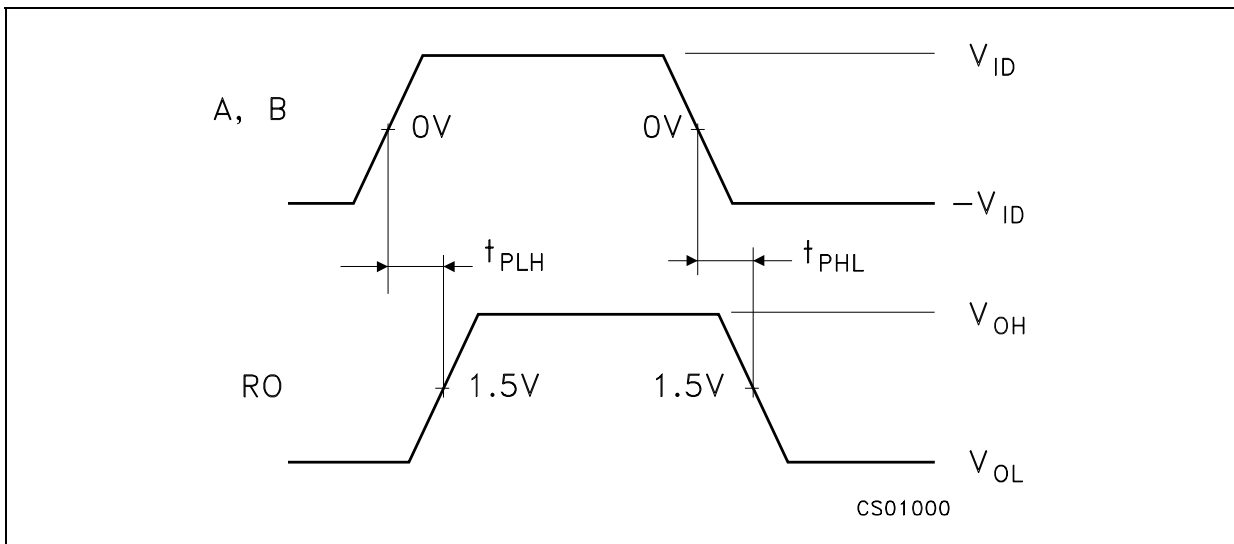 V_ID
A, B
0V 0V
-V_ID
t_PLH t_PHL
V_OH
RO 1.5V 1.5V
V_OL
CS01000